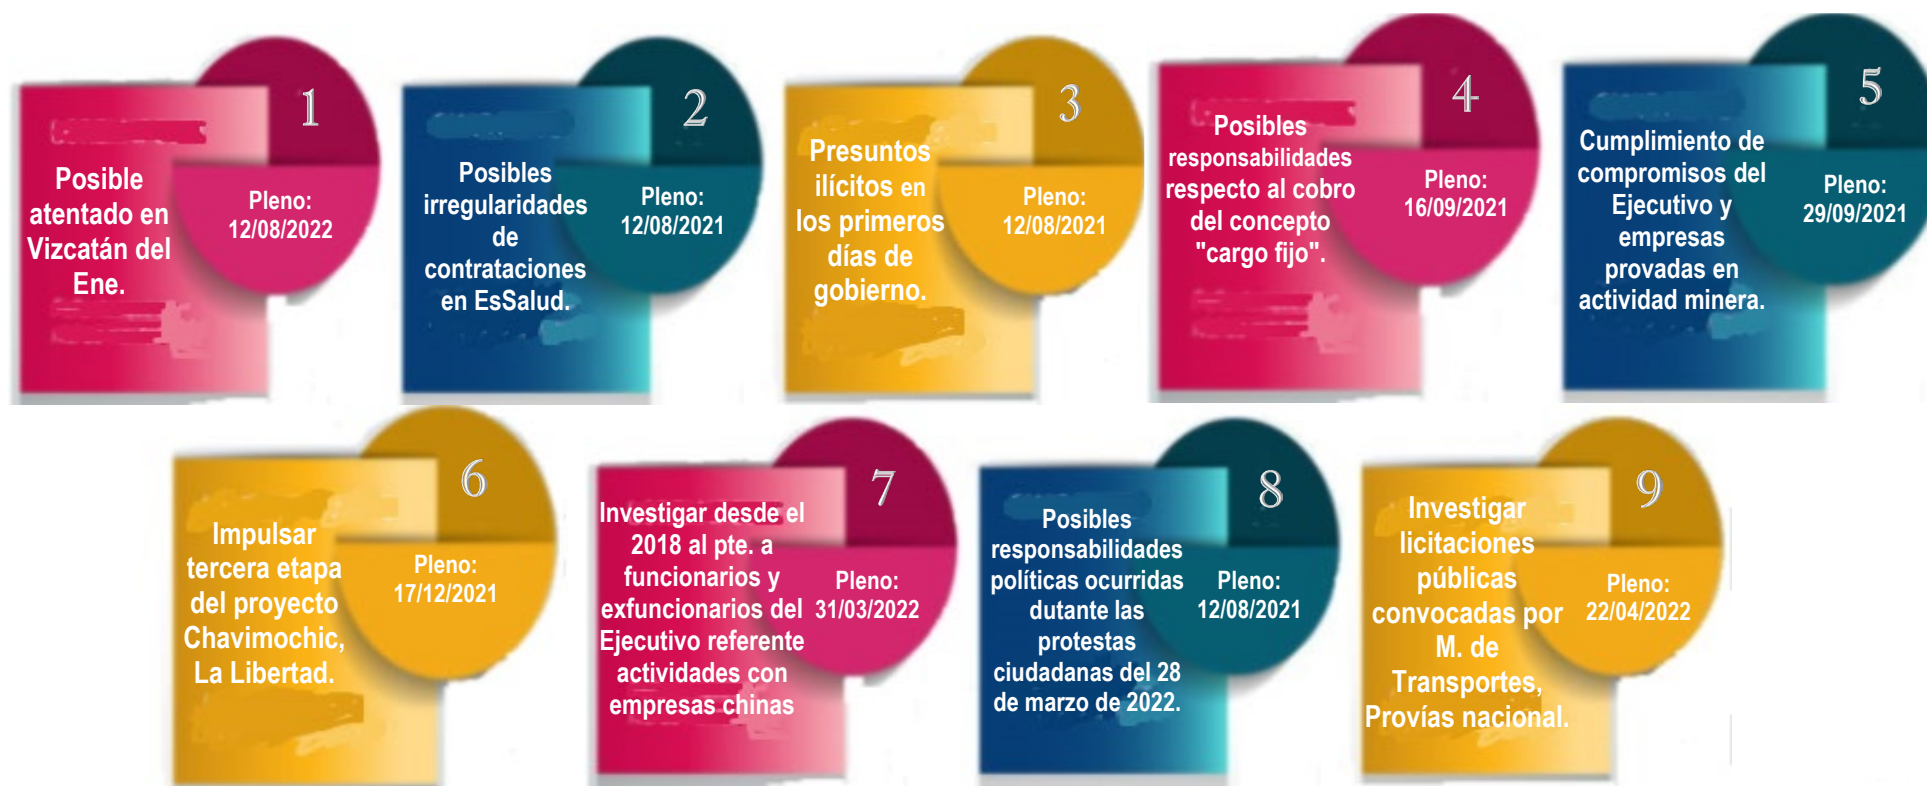 1
Posible
atentado en
Vizcatán del
Ene.
Pleno:
12/08/2022
2
Posibles
irregularidades
de
contrataciones
en EsSalud.
Pleno:
12/08/2021
3
Presuntos
ilícitos en
los primeros
días de
gobierno.
Pleno:
12/08/2021
4
Posibles
responsabilidades
respecto al cobro
del concepto
"cargo fijo".
Pleno:
16/09/2021
5
Cumplimiento de
compromisos del
Ejecutivo y
empresas
provadas en
actividad minera.
Pleno:
29/09/2021
6
Impulsar
tercera etapa
del proyecto
Chavimochic,
La Libertad.
Pleno:
17/12/2021
7
Investigar desde el
2018 al pte. a
funcionarios y
exfuncionarios del
Ejecutivo referente
actividades con
empresas chinas
Pleno:
31/03/2022
8
Posibles
responsabilidades
políticas ocurridas
dutante las
protestas
ciudadanas del 28
de marzo de 2022.
Pleno:
12/08/2021
9
Investigar
licitaciones
públicas
convocadas por
M. de
Transportes,
Provías nacional.
Pleno:
22/04/2022